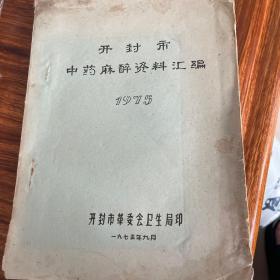 开封市
中药麻醉资料汇编
1975
开封市革委会卫生局印
一九七五年九月